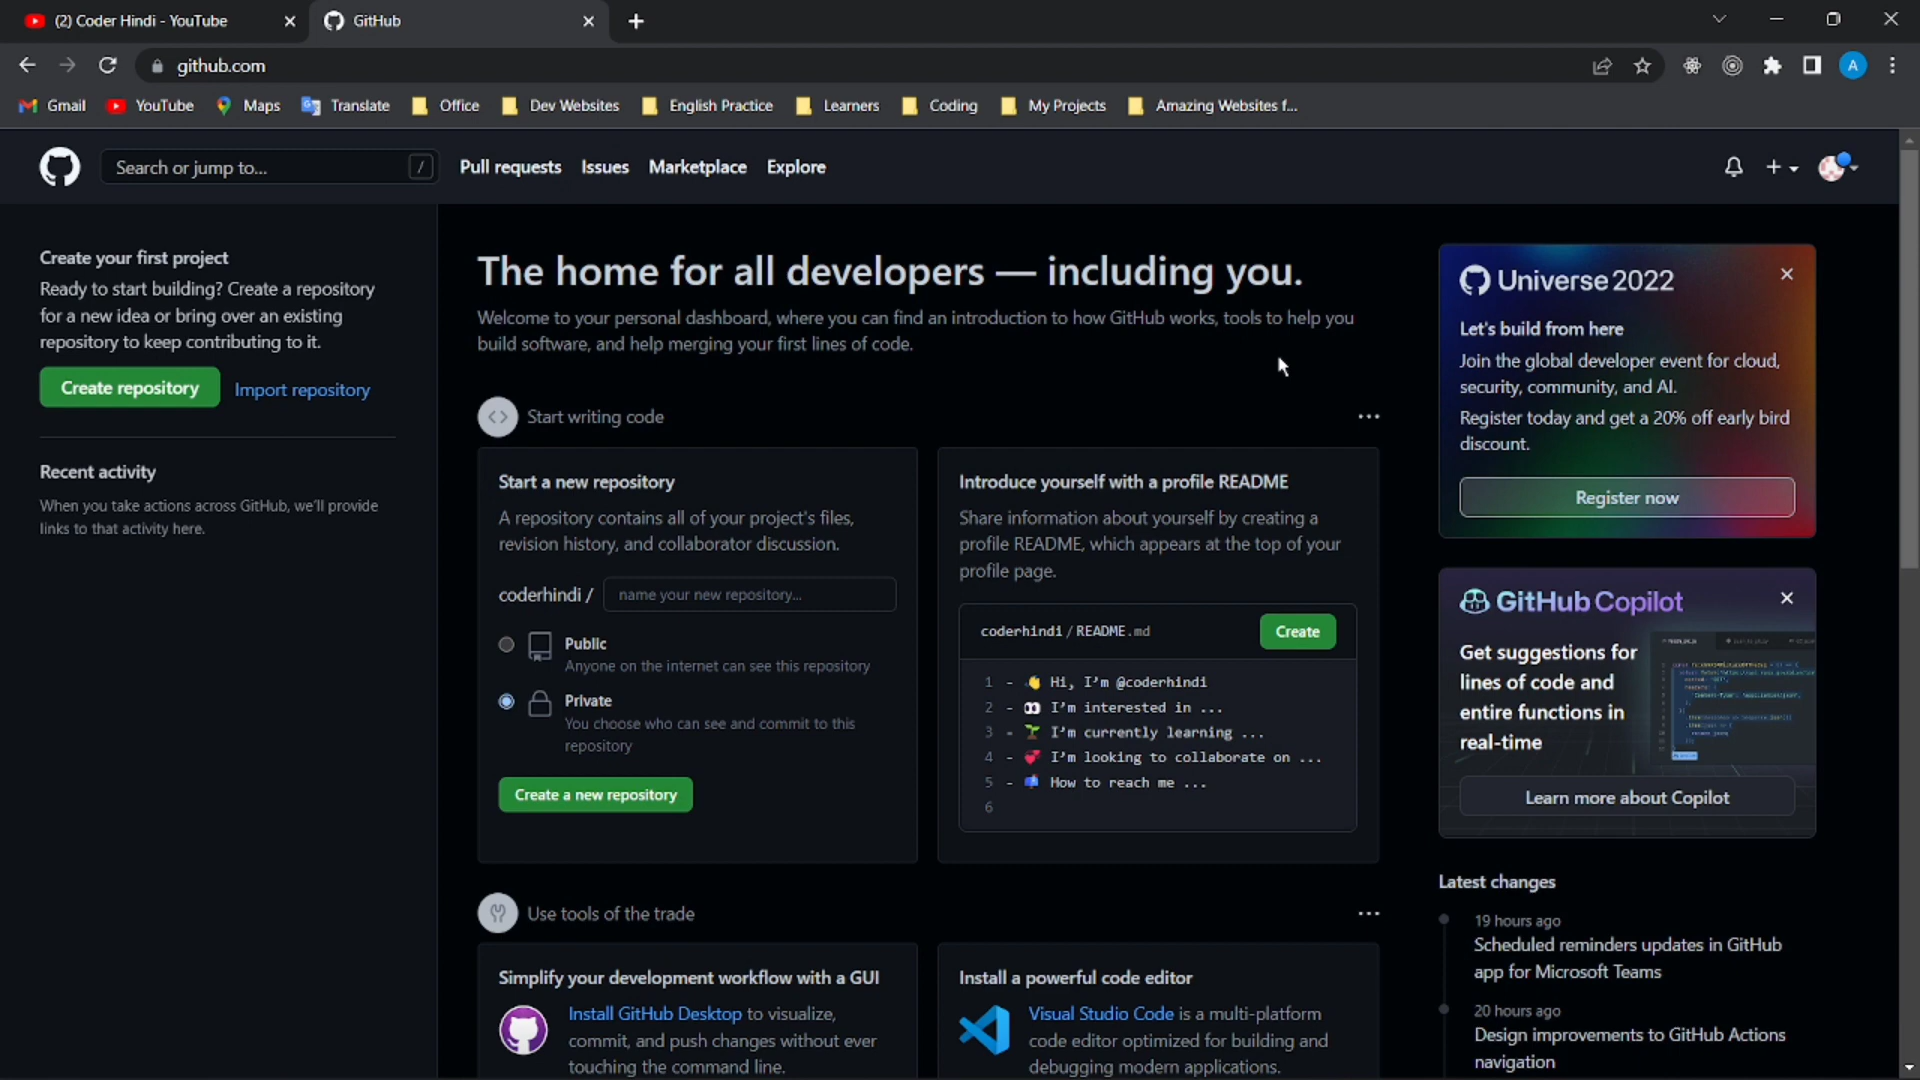 (2) Coder Hindi - YouTube
GitHub
github.com
A
Gmail
YouTube
Maps
Translate
Office
Dev Websites
English Practice
Learners
Coding
My Projects
Amazing Websites f...
Search or jump to...
/
Pull requests
Issues
Marketplace
Explore
Create your first project
Ready to start building? Create a repository
for a new idea or bring over an existing
repository to keep contributing to it.
Create repository
Import repository
Recent activity
When you take actions across GitHub, we'll provide
links to that activity here.
The home for all developers — including you.
Welcome to your personal dashboard, where you can find an introduction to how GitHub works, tools to help you
build software, and help merging your first lines of code.
Start writing code
Start a new repository
A repository contains all of your project's files,
revision history, and collaborator discussion.
coderhindi /
name your new repository...
Public
Anyone on the internet can see this repository
Private
You choose who can see and commit to this
repository
Create a new repository
Introduce yourself with a profile README
Share information about yourself by creating a
profile README, which appears at the top of your
profile page.
coderhindi / README.md
Create
1 - 👋 Hi, I'm @coderhindi
2 - 👀 I'm interested in ...
3 - 🌱 I'm currently learning ...
4 - 💞️ I'm looking to collaborate on ...
5 - 📫 How to reach me ...
6
Use tools of the trade
Simplify your development workflow with a GUI
Install GitHub Desktop to visualize,
commit, and push changes without ever
touching the command line.
Install a powerful code editor
Visual Studio Code is a multi-platform
code editor optimized for building and
debugging modern applications.
Universe 2022
Let's build from here
Join the global developer event for cloud,
security, community, and AI.
Register today and get a 20% off early bird
discount.
Register now
GitHub Copilot
Get suggestions for
lines of code and
entire functions in
real-time
Learn more about Copilot
Latest changes
19 hours ago
Scheduled reminders updates in GitHub
app for Microsoft Teams
20 hours ago
Design improvements to GitHub Actions
navigation